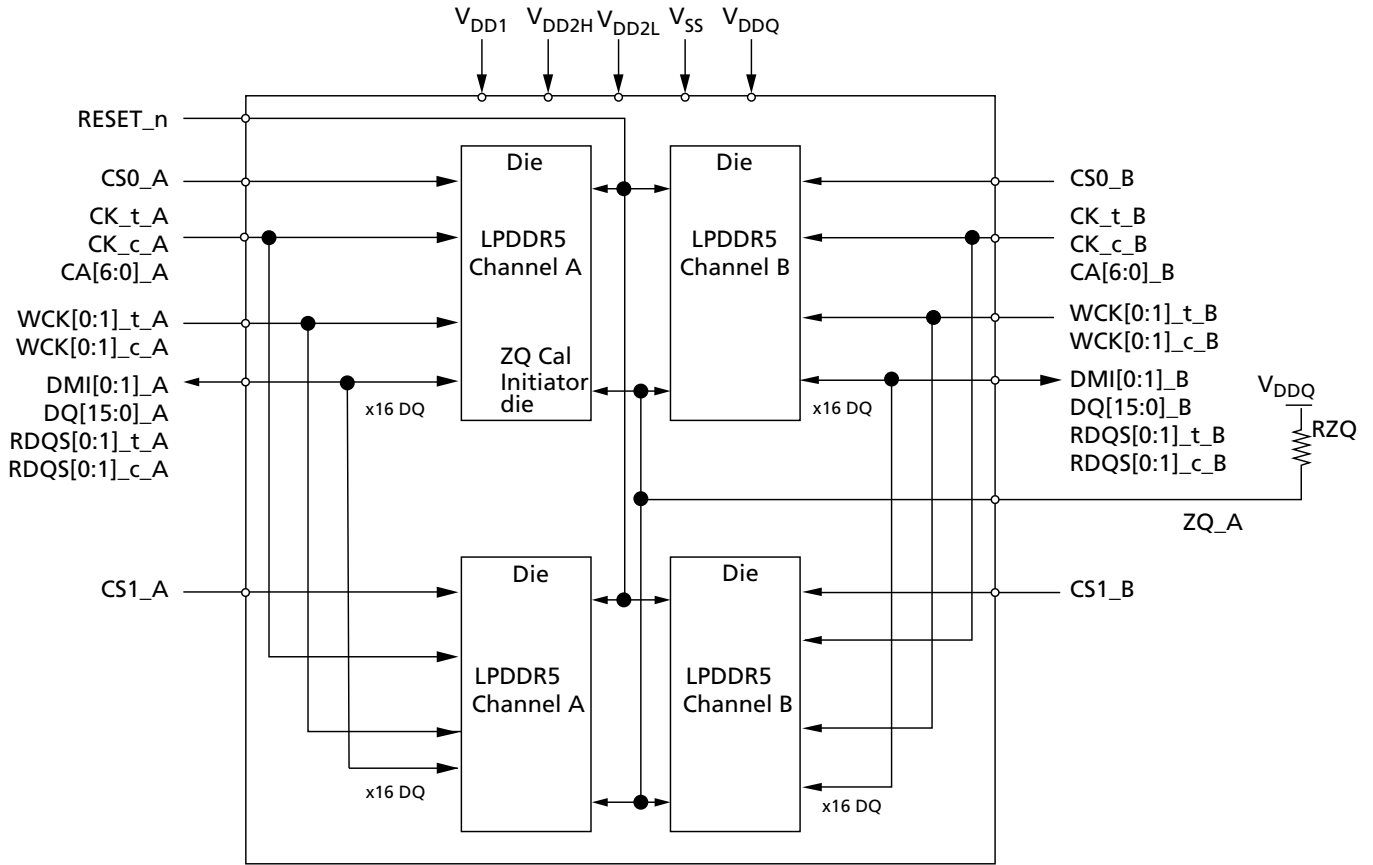 VDD1 VDD2H VDD2L VSS VDDQ
RESET_n
CS0_A
CK_t_A
CK_c_A
CA[6:0]_A
WCK[0:1]_t_A
WCK[0:1]_c_A
DMI[0:1]_A
DQ[15:0]_A
RDQS[0:1]_t_A
RDQS[0:1]_c_A
Die
LPDDR5
Channel A
ZQ Cal
Initiator
die
x16 DQ
Die
LPDDR5
Channel B
x16 DQ
CS0_B
CK_t_B
CK_c_B
CA[6:0]_B
WCK[0:1]_t_B
WCK[0:1]_c_B
DMI[0:1]_B
DQ[15:0]_B
RDQS[0:1]_t_B
RDQS[0:1]_c_B
VDDQ
RZQ
ZQ_A
CS1_A
Die
LPDDR5
Channel A
x16 DQ
Die
LPDDR5
Channel B
x16 DQ
CS1_B